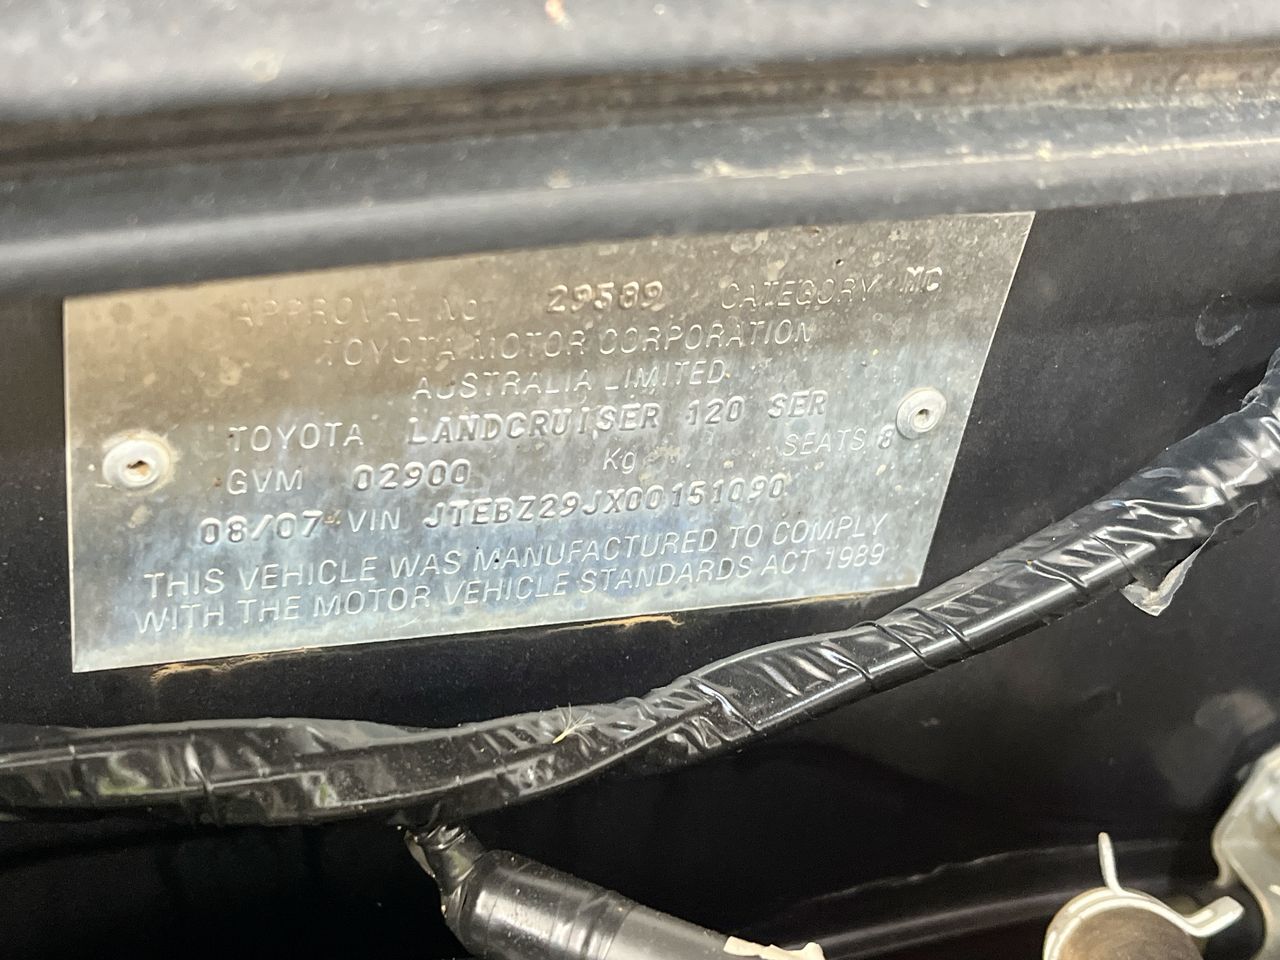 APPROVAL NO 29589 CATEGORY MC
TOYOTA MOTOR CORPORATION
AUSTRALIA LIMITED
TOYOTA LANDCRUISER 120 SER
GVM 02900 Kg SEATS 8
08/07 VIN JTEBZ29JX00151090
THIS VEHICLE WAS MANUFACTURED TO COMPLY
WITH THE MOTOR VEHICLE STANDARDS ACT 1989